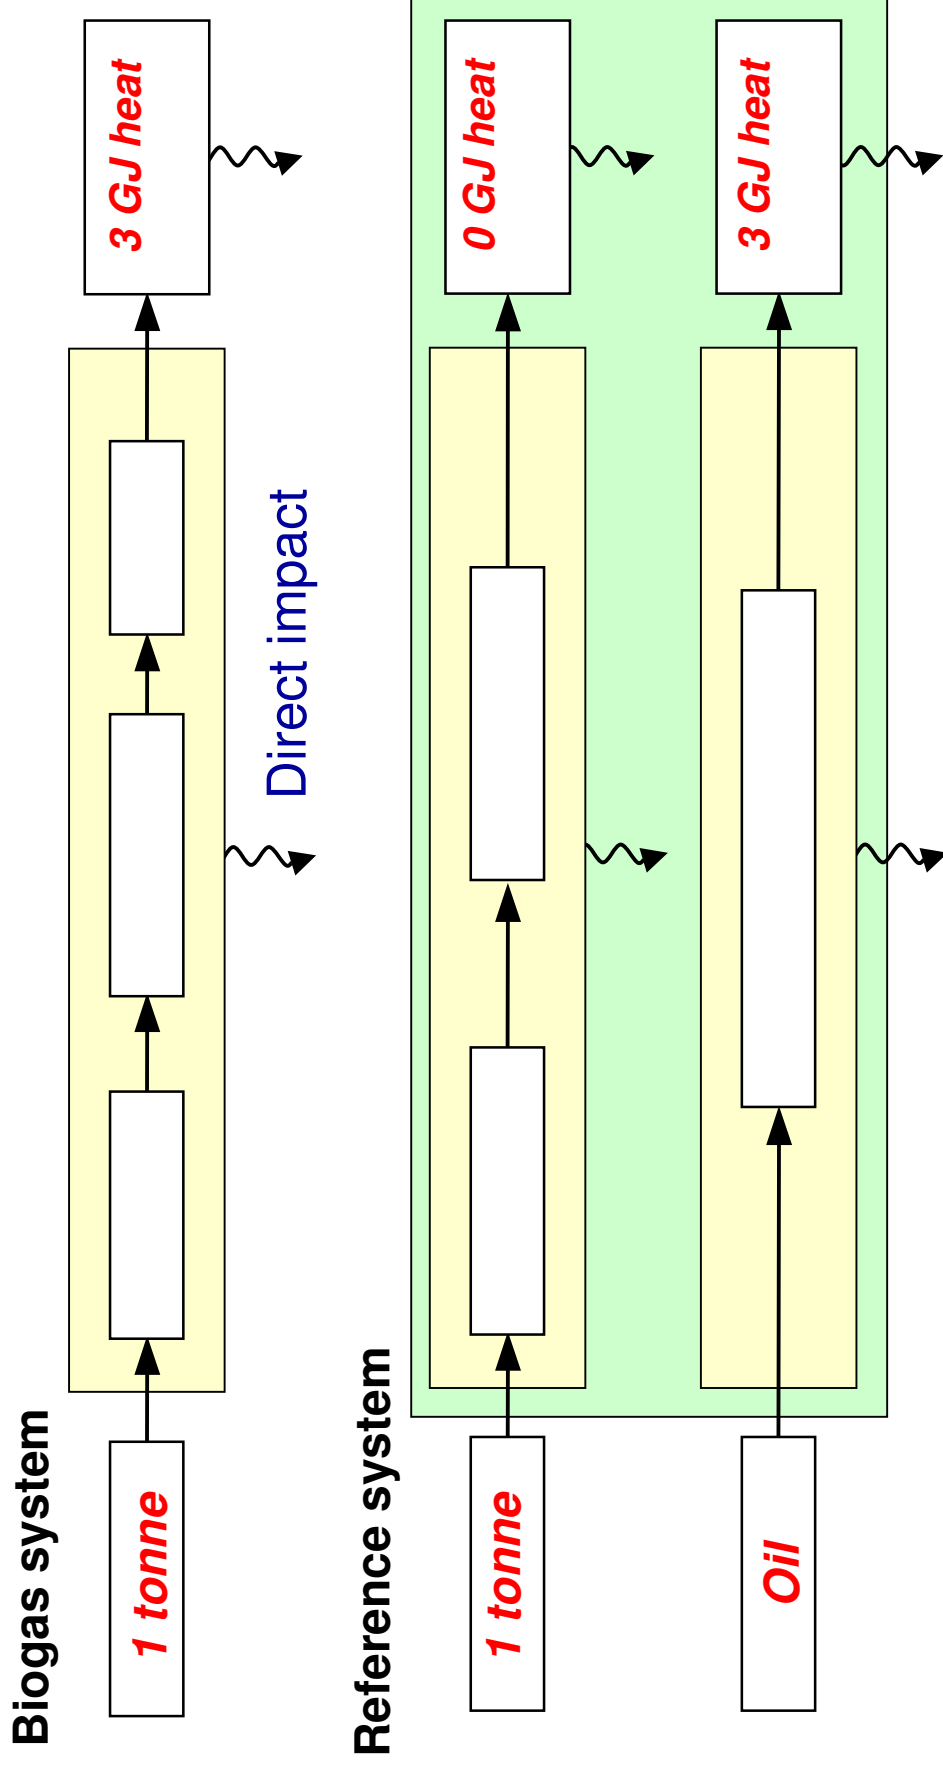 Biogas system
1 tonne
3 GJ heat
Direct impact
Reference system
1 tonne
0 GJ heat
Oil
3 GJ heat